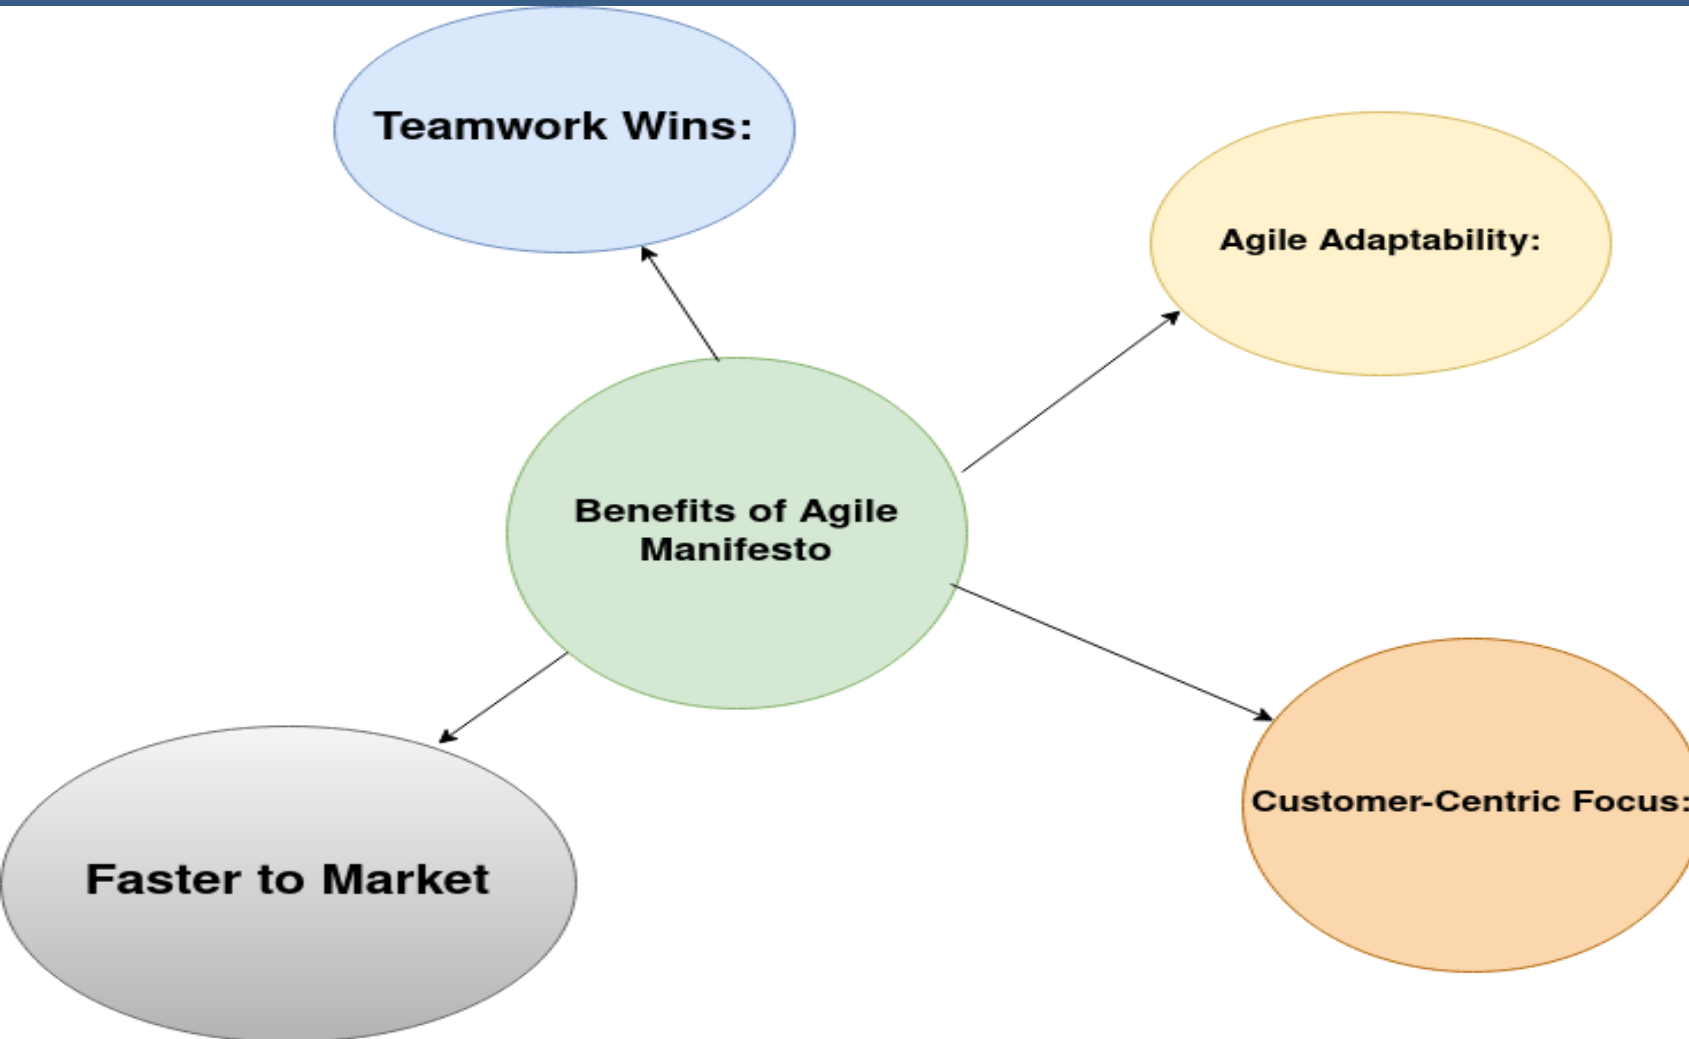 Teamwork Wins:
Agile Adaptability:
Benefits of Agile
Manifesto
Customer-Centric Focus:
Faster to Market